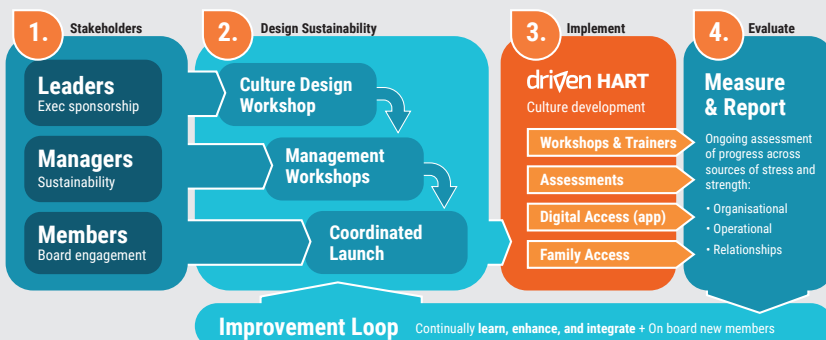 1.
Stakeholders
Leaders
Exec sponsorship
Managers
Sustainability
Members
Board engagement
2.
Design Sustainability
Culture Design
Workshop
Management
Workshops
Coordinated
Launch
3.
Implement
driven HART
Culture development
Workshops & Trainers
Assessments
Digital Access (app)
Family Access
4.
Evaluate
Measure
& Report
Ongoing assessment
of progress across
sources of stress and
strength:
• Organisational
• Operational
• Relationships
Improvement Loop
Continually learn, enhance, and integrate + On board new members